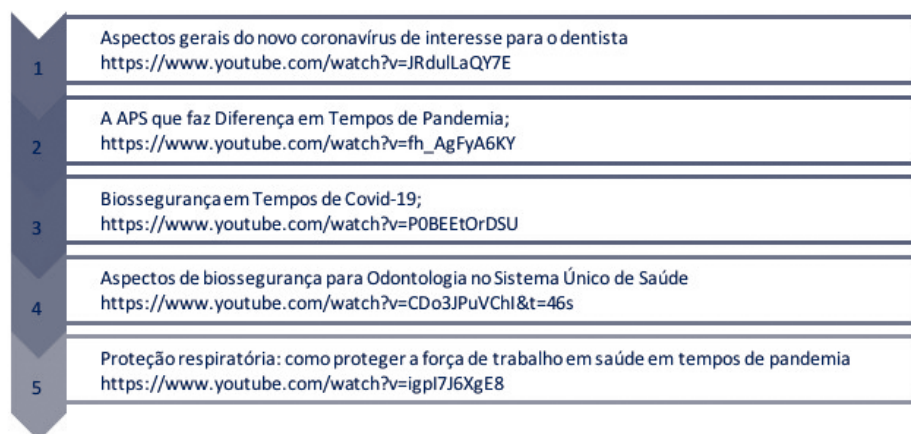 1
Aspectos gerais do novo coronavírus de interesse para o dentista
https://www.youtube.com/watch?v=JRdulLaQY7E
2
A APS que faz Diferença em Tempos de Pandemia;
https://www.youtube.com/watch?v=fh_AgFyA6KY
3
Biossegurança em Tempos de Covid-19;
https://www.youtube.com/watch?v=P0BEEtOrDSU
4
Aspectos de biossegurança para Odontologia no Sistema Único de Saúde
https://www.youtube.com/watch?v=CDo3JPuVChI&t=46s
5
Proteção respiratória: como proteger a força de trabalho em saúde em tempos de pandemia
https://www.youtube.com/watch?v=igpI7J6XgE8